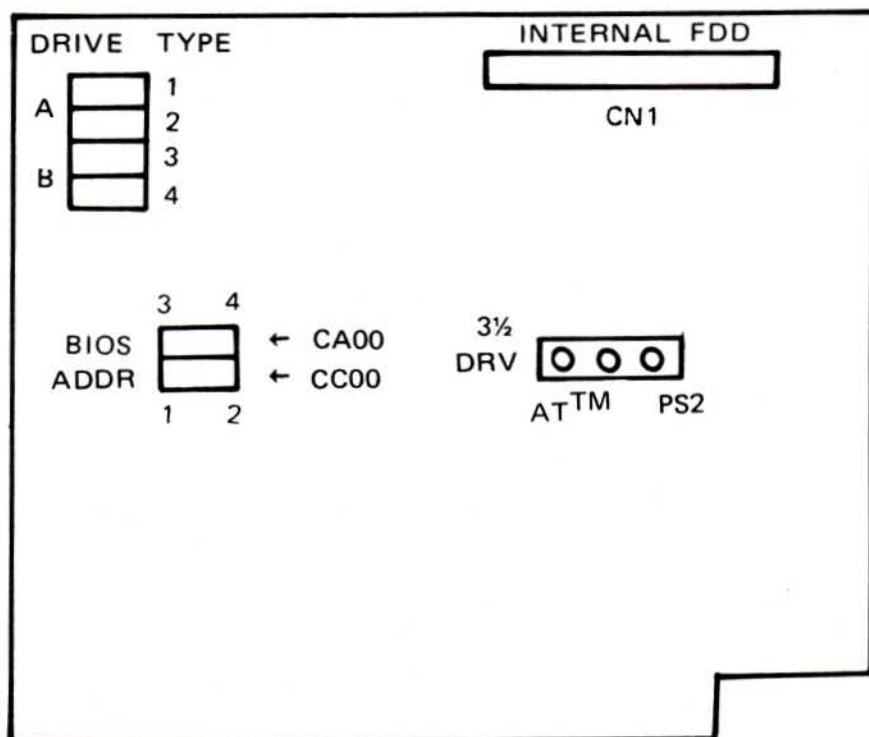 DRIVE TYPE
INTERNAL FDD
A
1
2
B
3
4
CN1
3 4
BIOS ← CA00
ADDR ← CC00
1 2
3½
DRV
AT™ PS2